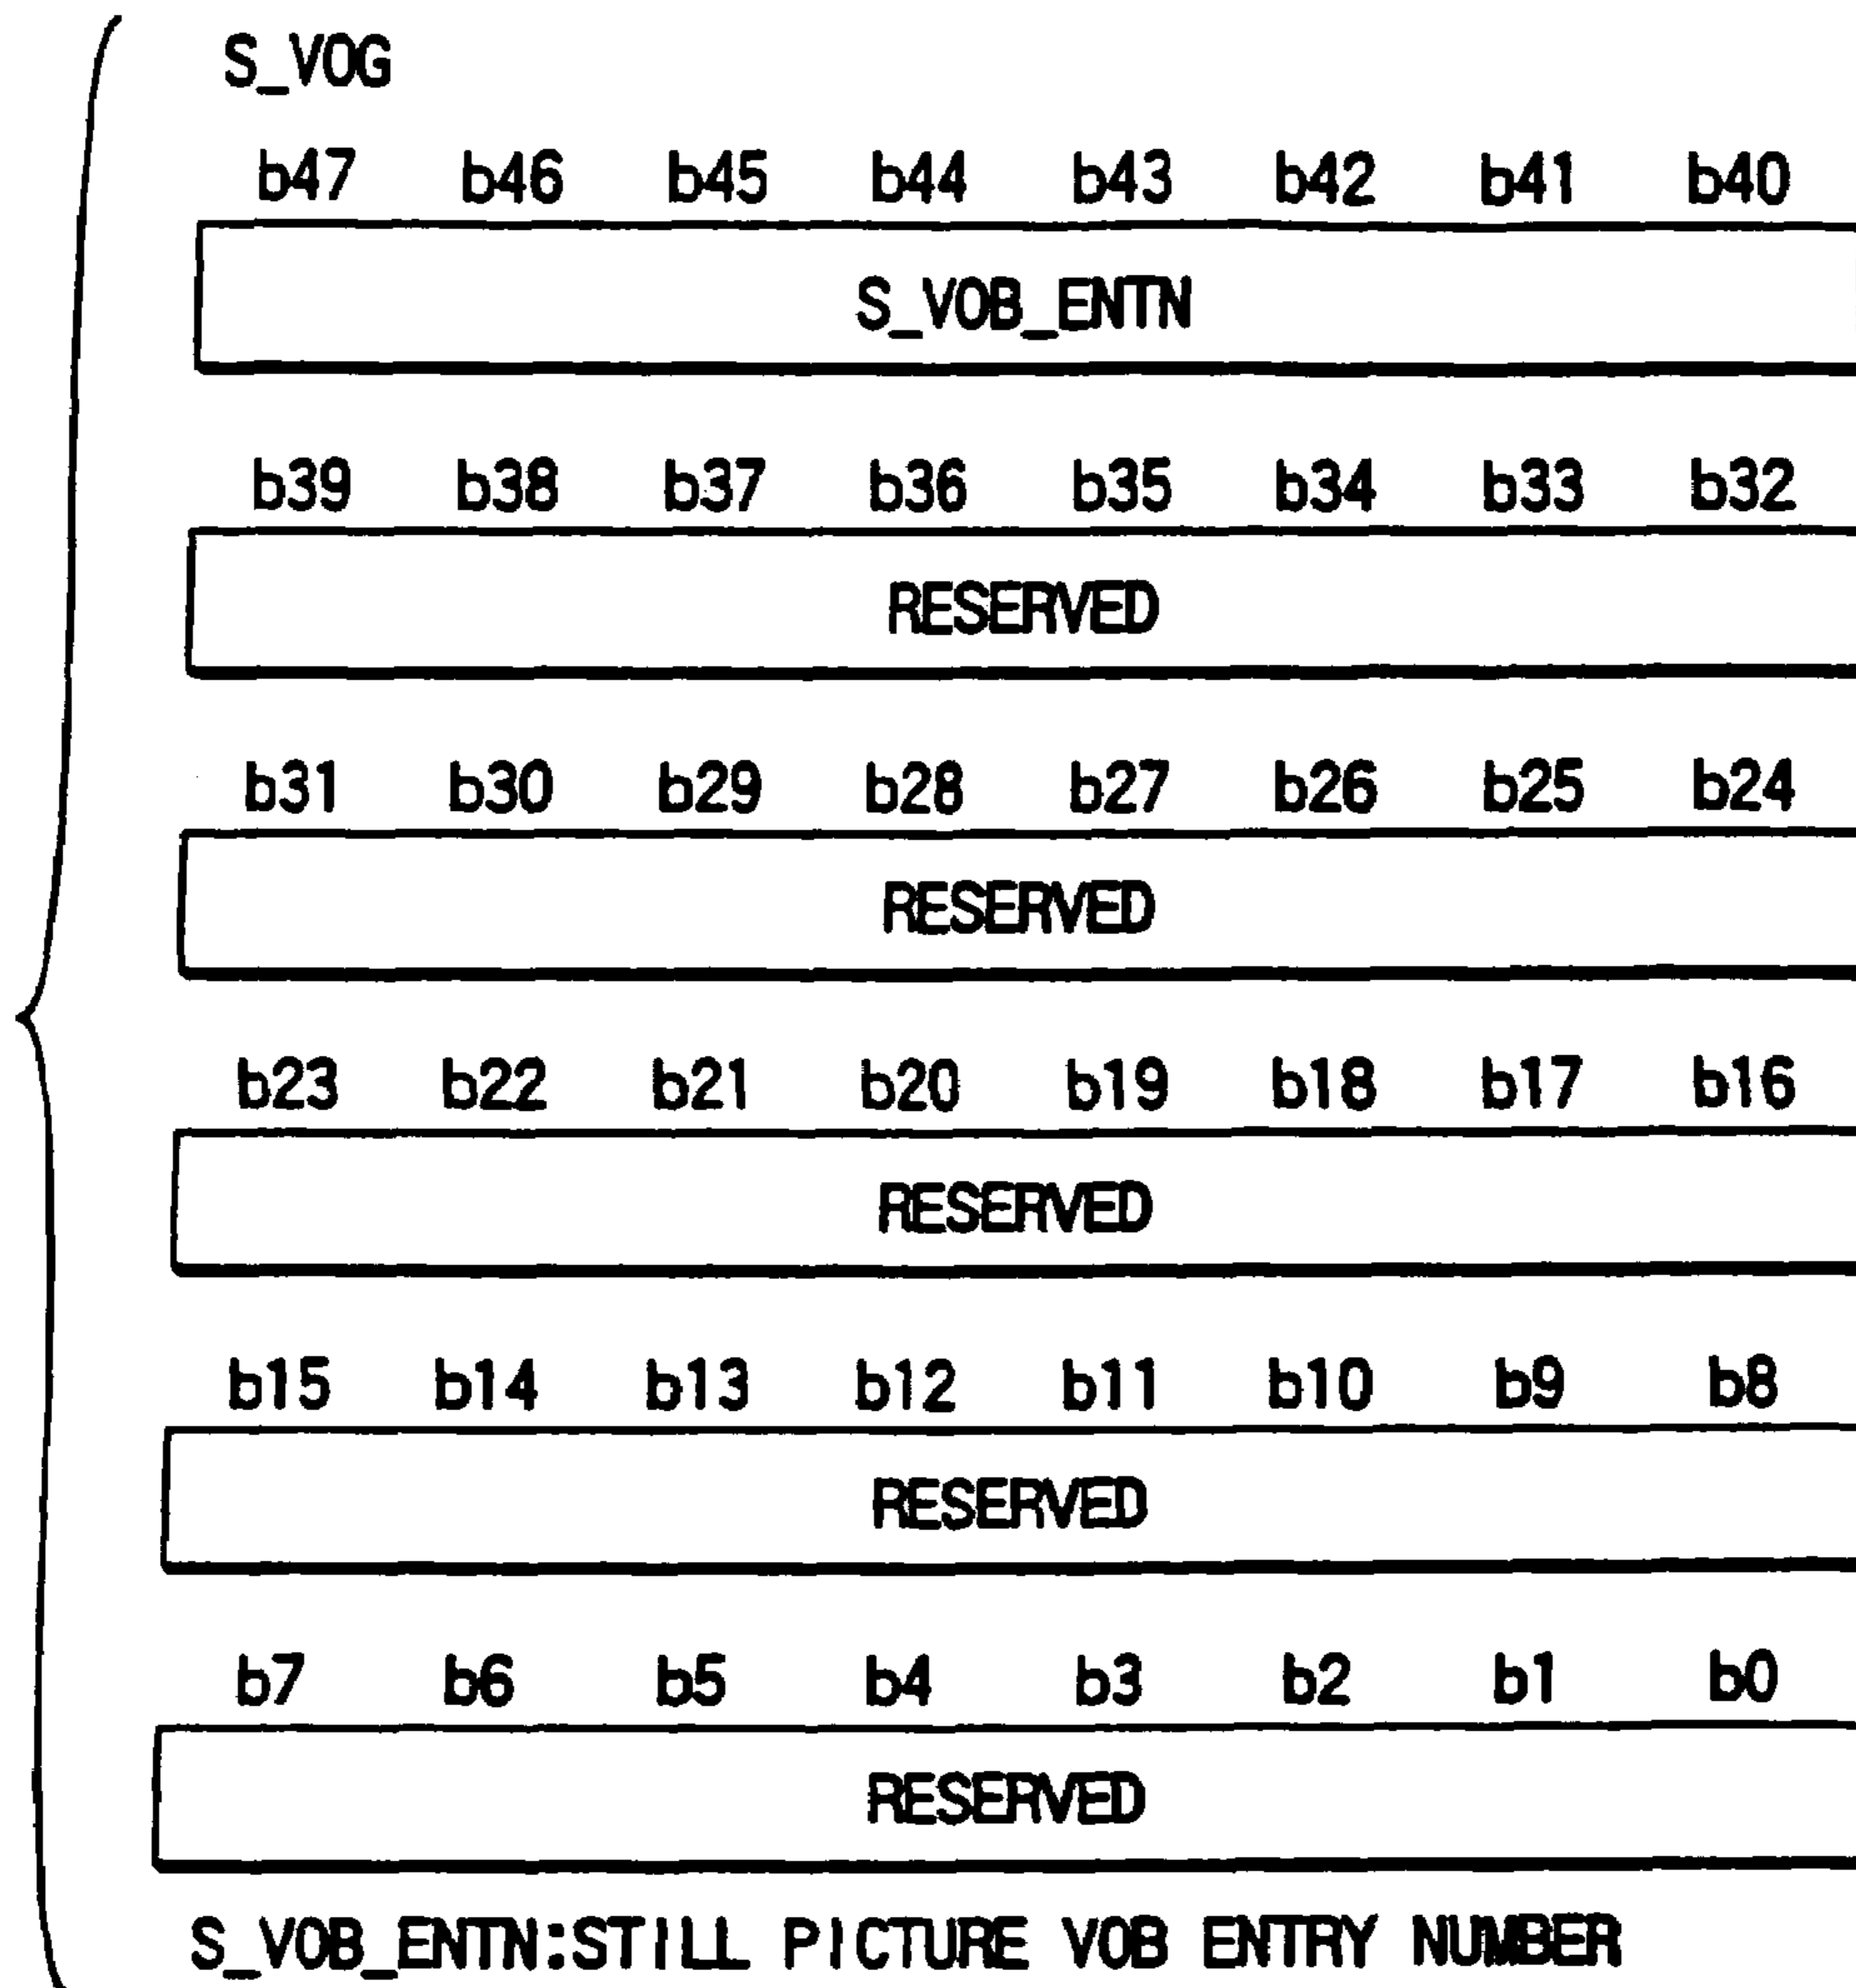 S_VOG
b47 b46 b45 b44 b43 b42 b41 b40
S_VOB_ENTN
b39 b38 b37 b36 b35 b34 b33 b32
RESERVED
b31 b30 b29 b28 b27 b26 b25 b24
RESERVED
b23 b22 b21 b20 b19 b18 b17 b16
RESERVED
b15 b14 b13 b12 b11 b10 b9 b8
RESERVED
b7 b6 b5 b4 b3 b2 b1 b0
RESERVED
S_VOB_ENTN:STILL PICTURE VOB ENTRY NUMBER